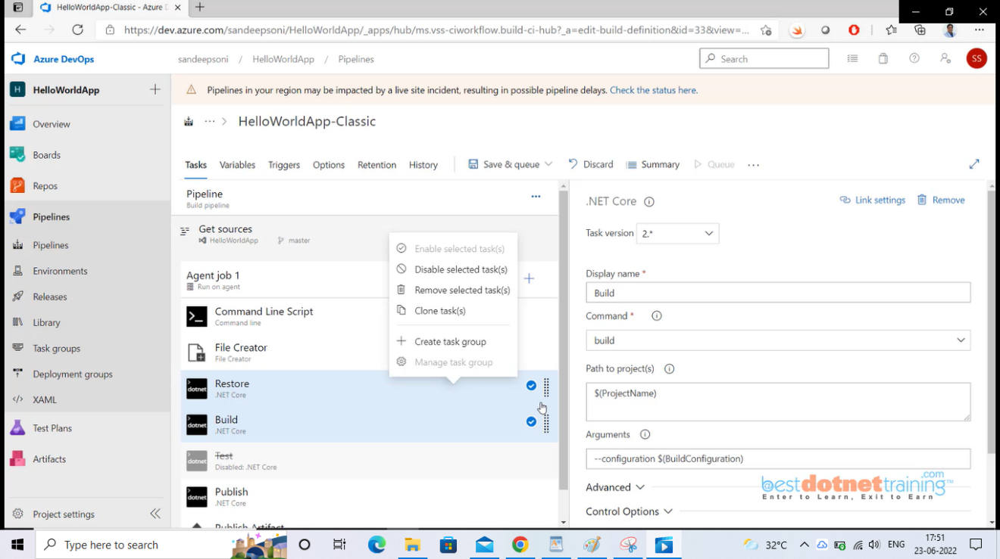 HelloWorldApp-Classic - Azure D
https://dev.azure.com/sandeepsoni/HelloWorldApp/_apps/hub/ms.vss-ciworkflow.build-ci-hub?_a=edit-build-definition&id=33&view=...
Azure DevOps
sandeepsoni / HelloWorldApp / Pipelines
Search
SS
H HelloWorldApp
Overview
Boards
Repos
Pipelines
Pipelines
Environments
Releases
Library
Task groups
Deployment groups
XAML
Test Plans
Artifacts
Project settings
Pipelines in your region may be impacted by a live site incident, resulting in possible pipeline delays. Check the status here.
HelloWorldApp-Classic
Tasks Variables Triggers Options Retention History Save & queue Discard Summary Queue
Pipeline
Build pipeline
Get sources
HelloWorldApp master
Agent job 1
Run on agent
Command Line Script
Command line
File Creator
File Creator
dotnet Restore
.NET Core
dotnet Build
.NET Core
dotnet Test
Disabled: .NET Core
dotnet Publish
.NET Core
Publish Artifact
Enable selected task(s)
Disable selected task(s)
Remove selected task(s)
Clone task(s)
Create task group
Manage task group
.NET Core
Link settings Remove
Task version 2.*
Display name *
Build
Command *
build
Path to project(s)
$(ProjectName)
Arguments
--configuration $(BuildConfiguration)
Advanced
Control Options
@bestdotnettraining.com™
Enter to Learn, Exit to Earn
Type here to search
32°C
ENG
17:51
23-06-2022